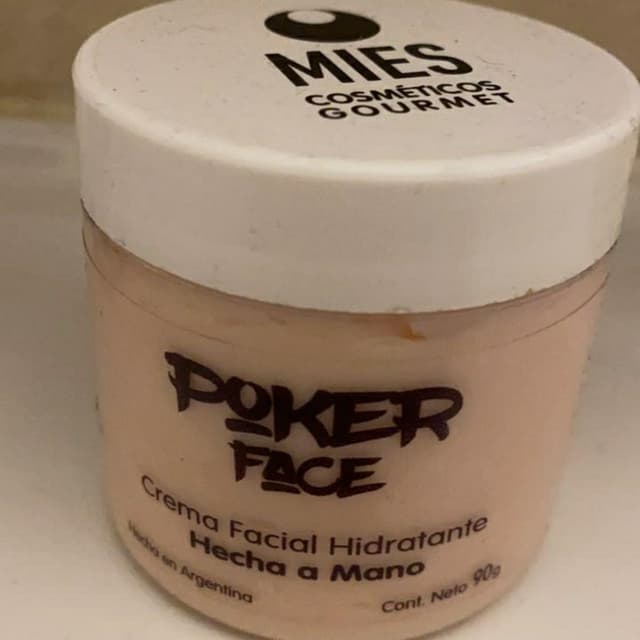 MIES
COSMÉTICOS
GOURMET
POKER
FACE
Crema Facial Hidratante
Hecha a Mano
Hecho en Argentina
Cont. Neto 90g